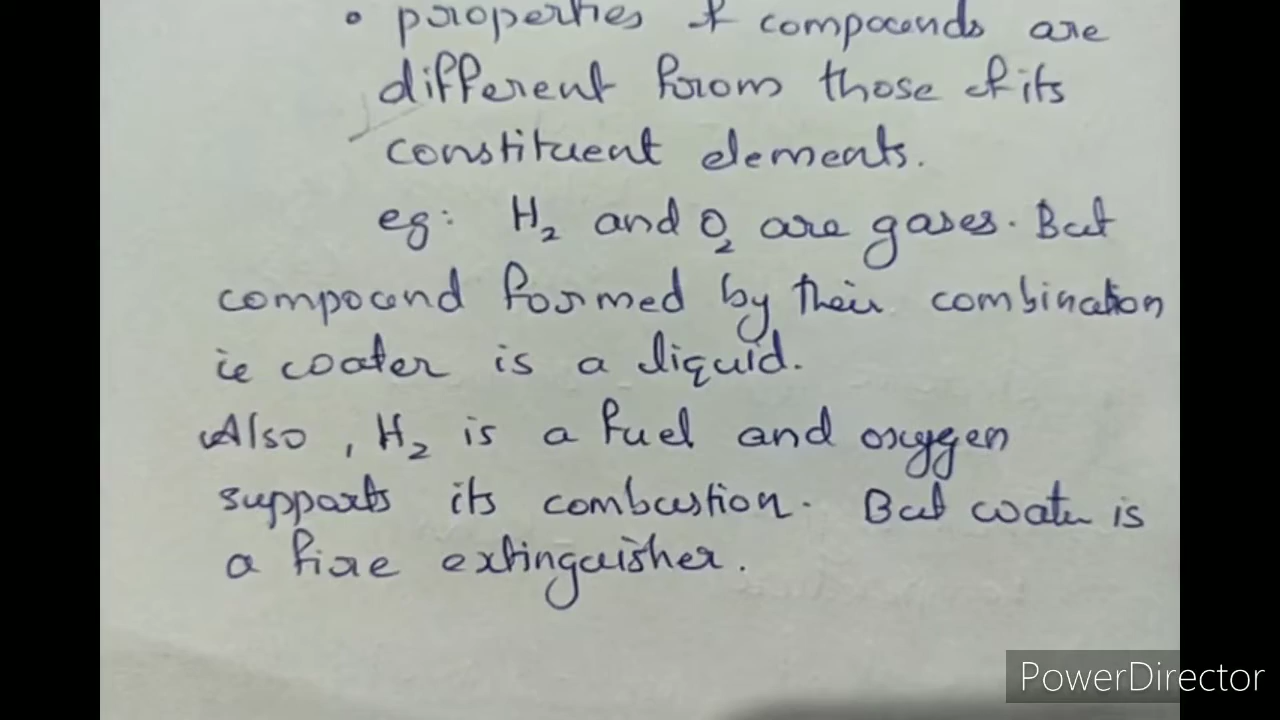 • properties of compounds are
different from those of its
constituent elements.
eg: H₂ and O₂ are gases. But
compound formed by their combination
ie water is a liquid.
Also, H₂ is a fuel and oxygen
supports its combustion. But water is
a fire extinguisher.
PowerDirector